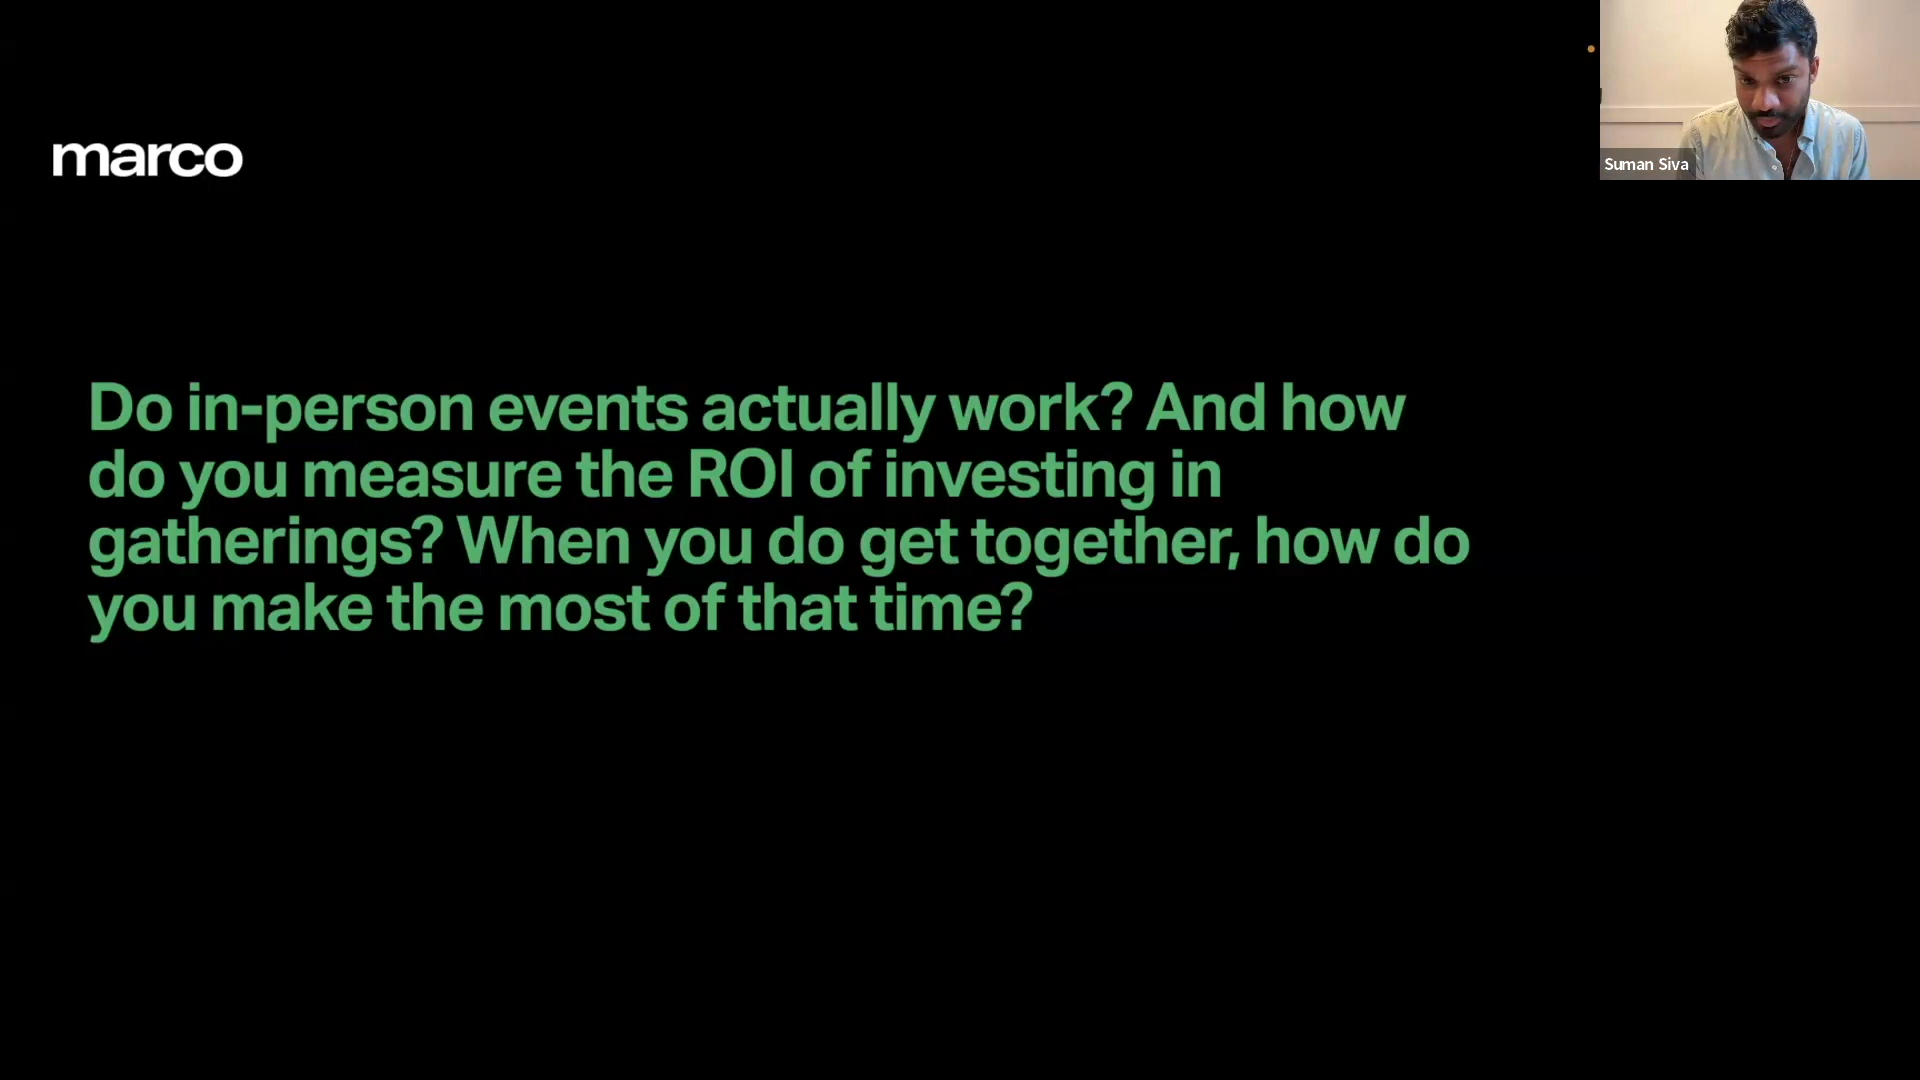 marco
Suman Siva
Do in-person events actually work? And how
do you measure the ROI of investing in
gatherings? When you do get together, how do
you make the most of that time?